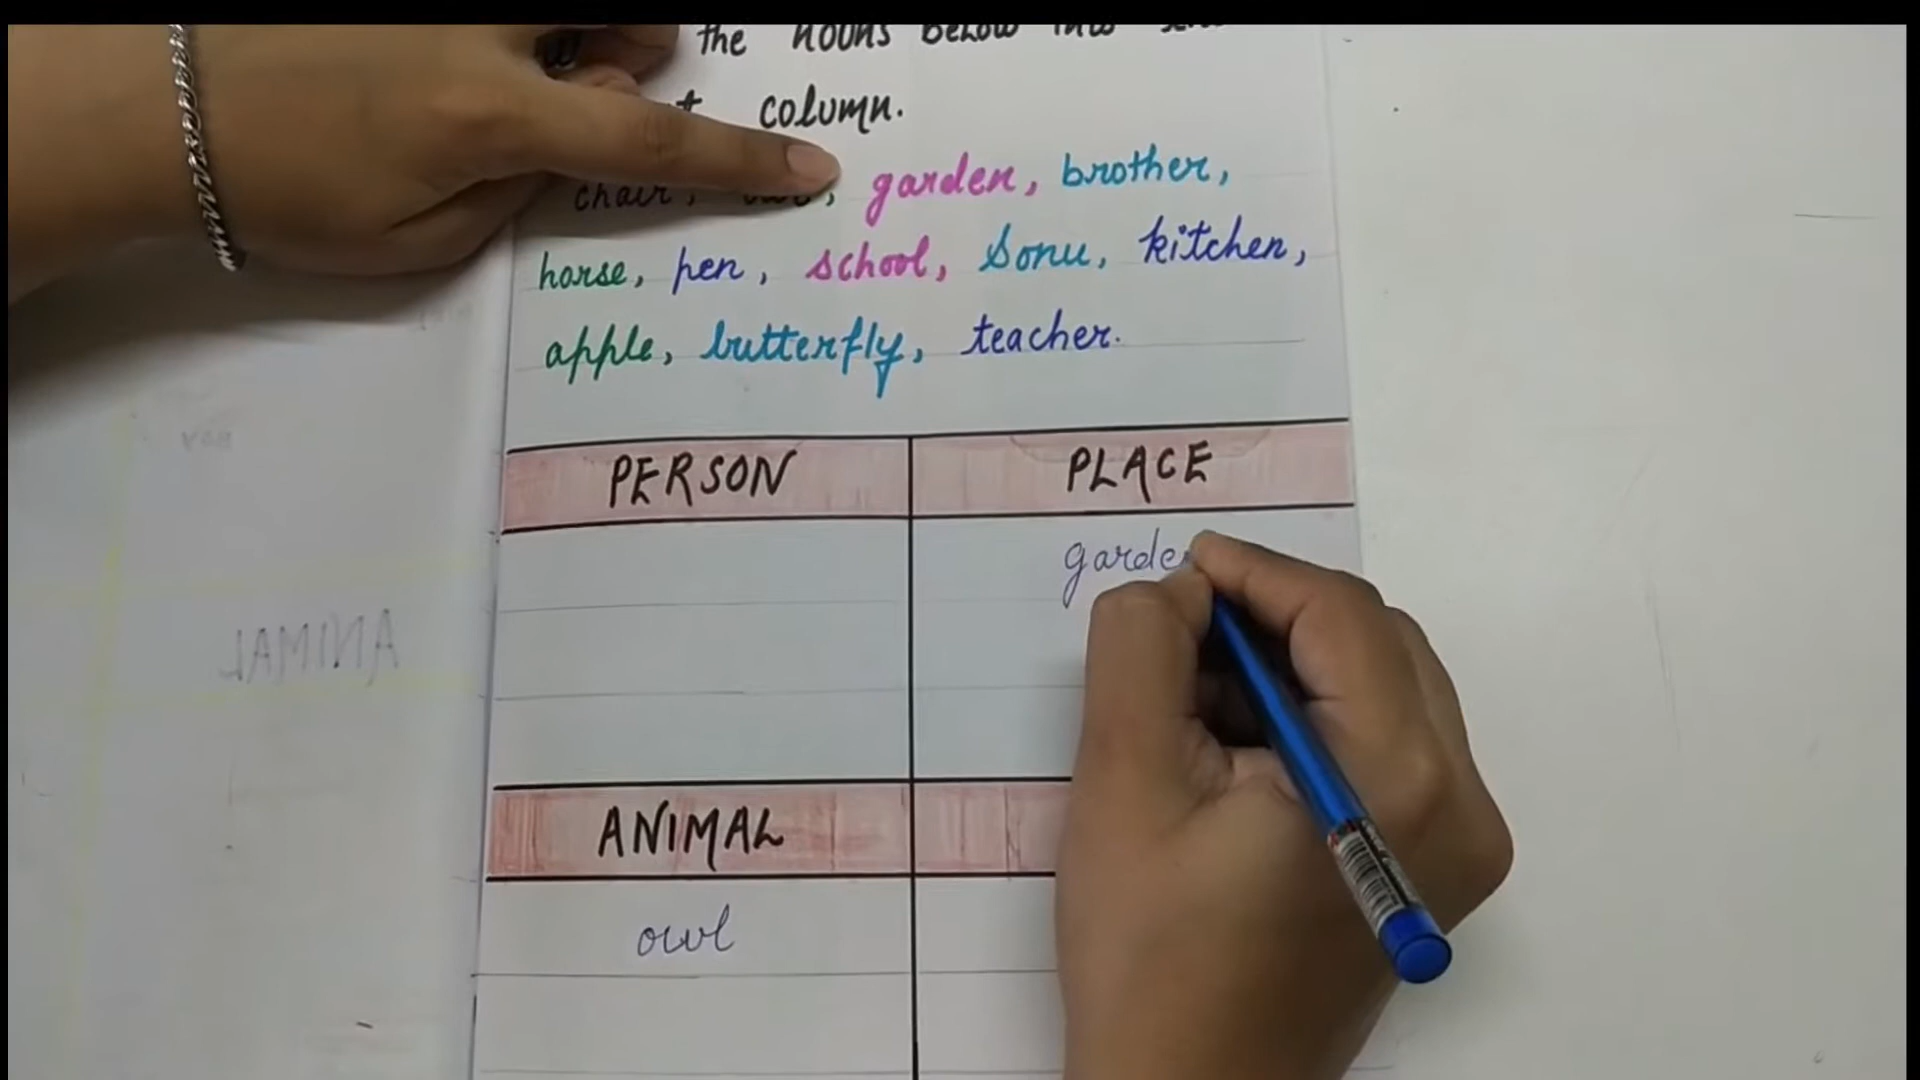 the nouns below into
column.
chair, garden, brother,
horse, pen, school, Sonu, kitchen,
apple, butterfly, teacher.
PERSON PLACE
garden
ANIMAL
owl
ANIMAL